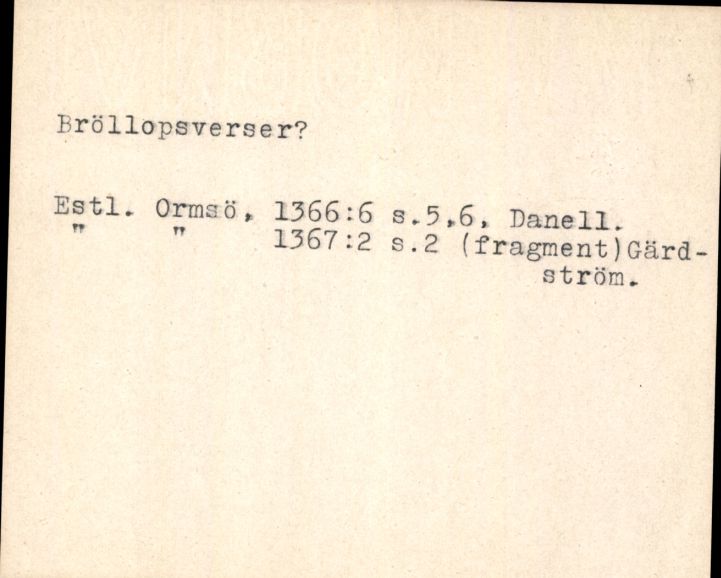 Bröllopsverser?
Estl. Ormsö, 1366:6 s.5,6, Danell.
" " 1367:2 s.2 (fragment)Gärd-
ström.